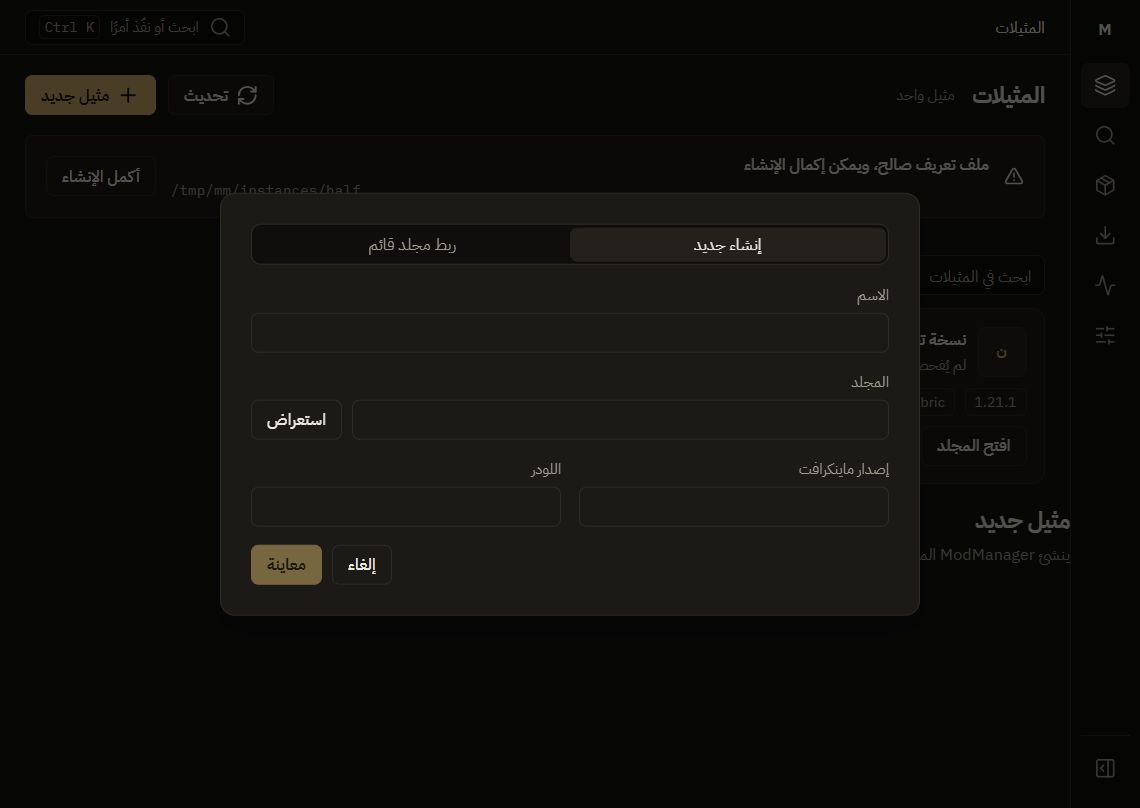 M
المثيلات
ابحث أو نفّذ أمرًا Ctrl K
المثيلات مثيل واحد
تحديث
مثيل جديد
ملف تعريف صالح، ويمكن إكمال الإنشاء
/tmp/mm/instances/half
أكمل الإنشاء
إنشاء جديد
ربط مجلد قائم
الاسم
المجلد
استعراض
إصدار ماينكرافت
اللودر
إلغاء
معاينة
ابحث في المثيلات
ن
نسخة
1.21.1
افتح المجلد
مثيل جديد
ينشئ ModManager